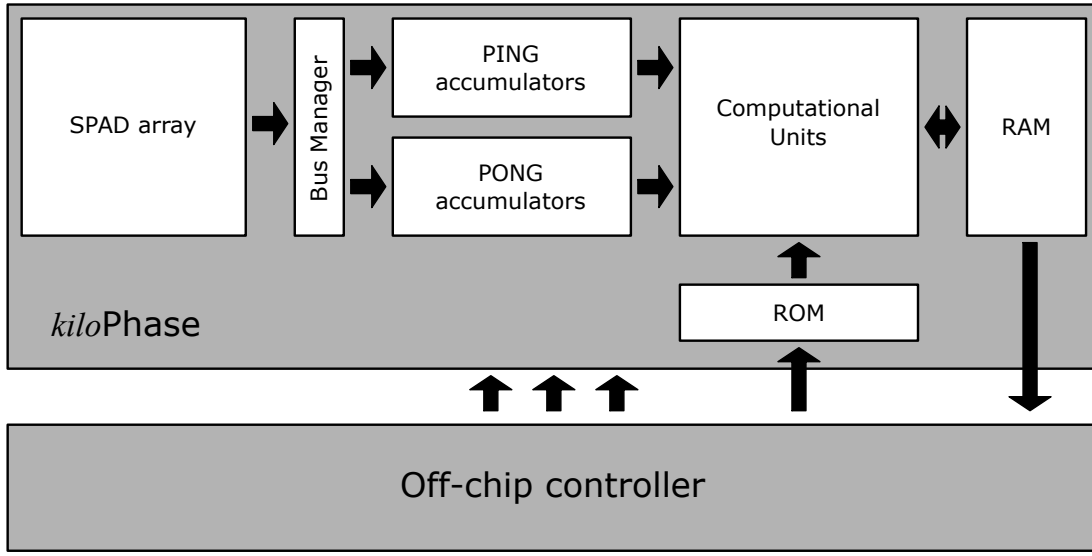 SPAD array
Bus Manager
PING
accumulators
PONG
accumulators
Computational
Units
RAM
ROM
kiloPhase
Off-chip controller